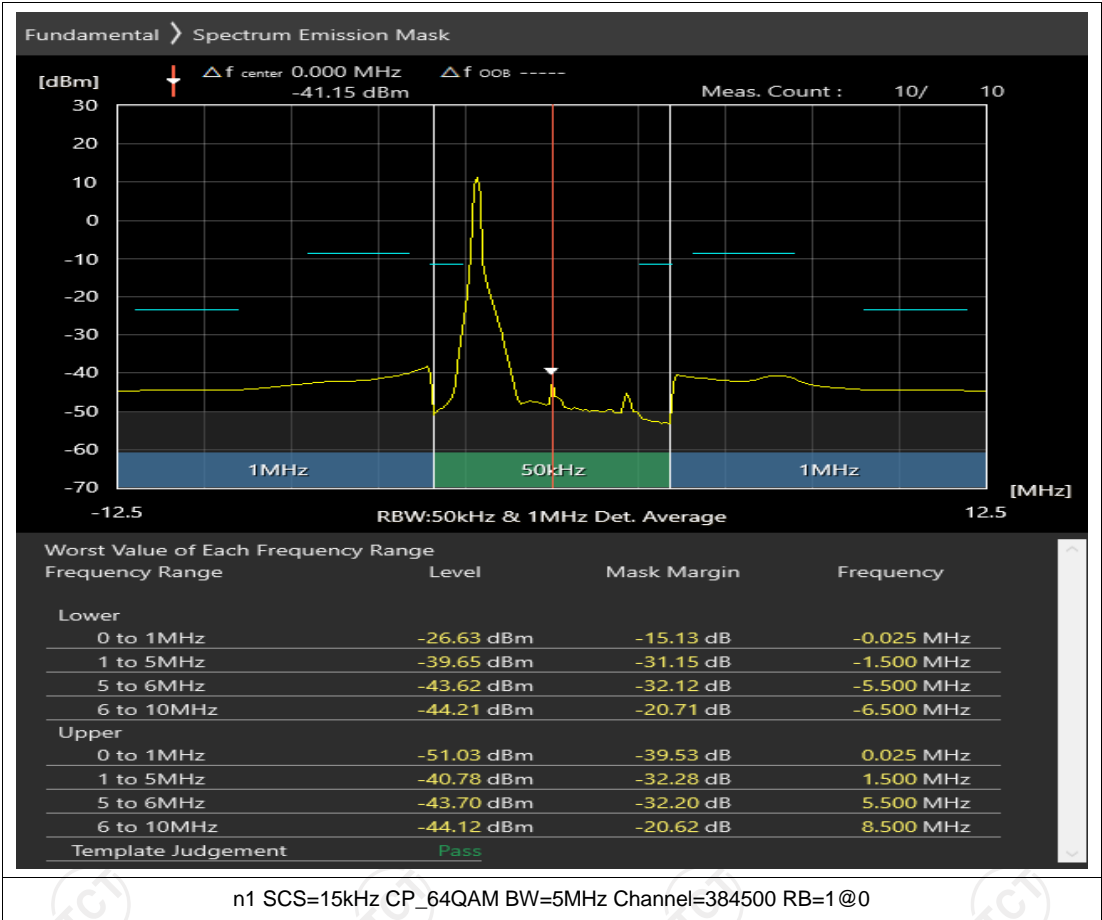 Fundamental ❯ Spectrum Emission Mask
△ f center 0.000 MHz △ f OOB -----
[dBm] -41.15 dBm Meas. Count : 10/ 10
30
20
10
0
-10
-20
-30
-40
-50
-60
1MHz 50kHz 1MHz
-70
[MHz]
-12.5 RBW:50kHz & 1MHz Det. Average 12.5
Worst Value of Each Frequency Range
Frequency Range Level Mask Margin Frequency
Lower
0 to 1MHz -26.63 dBm -15.13 dB -0.025 MHz
1 to 5MHz -39.65 dBm -31.15 dB -1.500 MHz
5 to 6MHz -43.62 dBm -32.12 dB -5.500 MHz
6 to 10MHz -44.21 dBm -20.71 dB -6.500 MHz
Upper
0 to 1MHz -51.03 dBm -39.53 dB 0.025 MHz
1 to 5MHz -40.78 dBm -32.28 dB 1.500 MHz
5 to 6MHz -43.70 dBm -32.20 dB 5.500 MHz
6 to 10MHz -44.12 dBm -20.62 dB 8.500 MHz
Template Judgement Pass
n1 SCS=15kHz CP_64QAM BW=5MHz Channel=384500 RB=1@0
TCT TCT TCT TCT